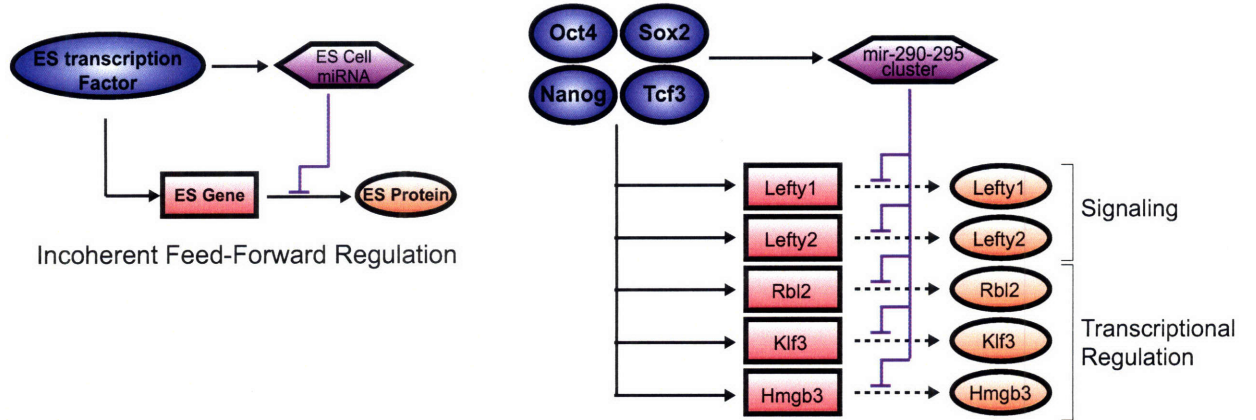 ES transcription
Factor
ES Cell
miRNA
ES Gene
ES Protein
Incoherent Feed-Forward Regulation
Oct4
Sox2
Nanog
Tcf3
mir-290-295
cluster
Lefty1
Lefty1
Lefty2
Lefty2
Signaling
Rbl2
Rbl2
Klf3
Klf3
Transcriptional
Regulation
Hmgb3
Hmgb3